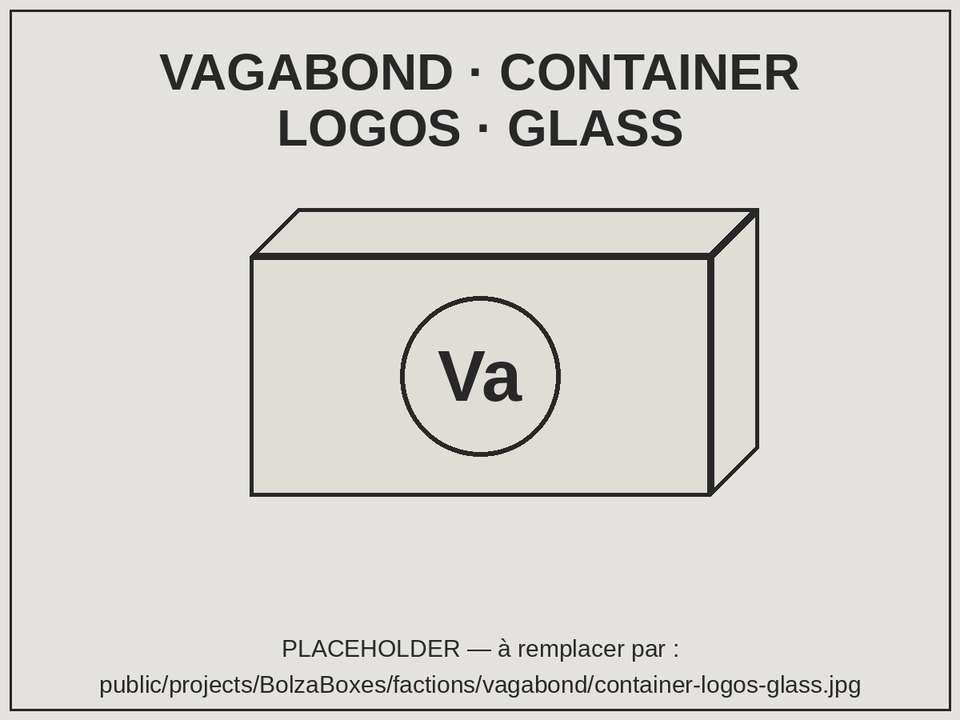 VAGABOND · CONTAINER
LOGOS · GLASS
Va
PLACEHOLDER — à remplacer par :
public/projects/BolzaBoxes/factions/vagabond/container-logos-glass.jpg